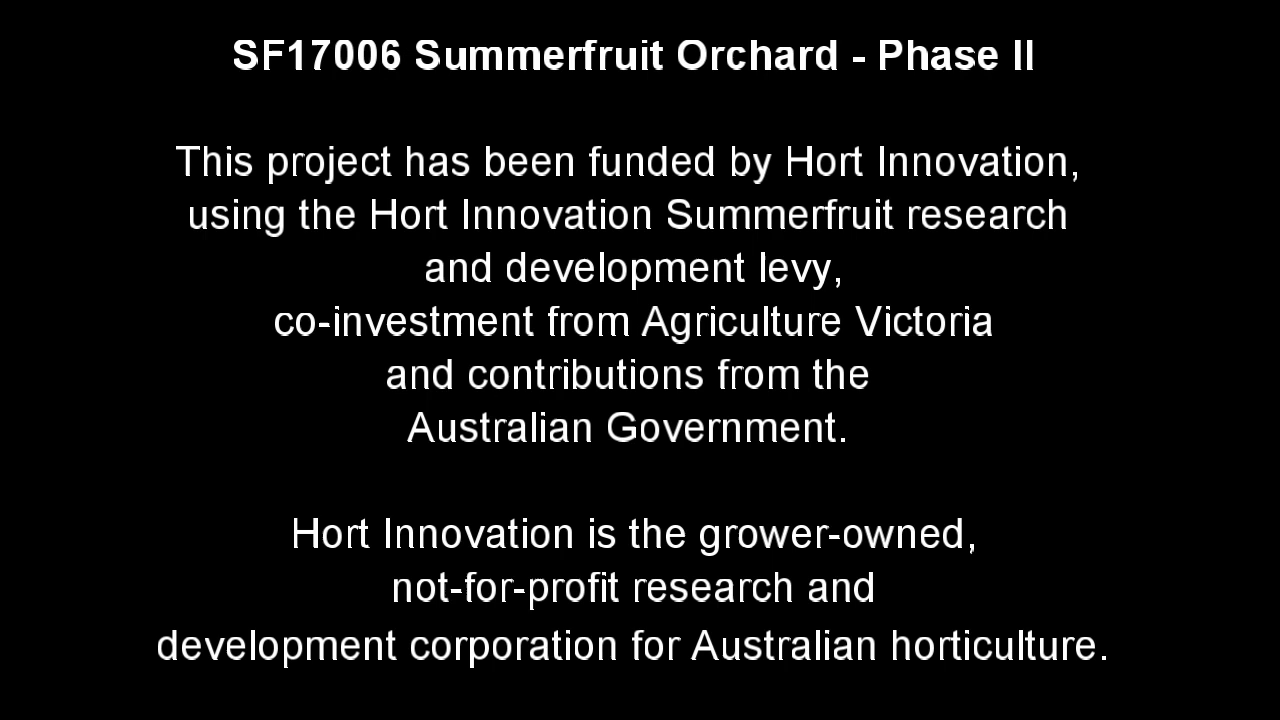 SF17006 Summerfruit Orchard - Phase II
This project has been funded by Hort Innovation,
using the Hort Innovation Summerfruit research
and development levy,
co-investment from Agriculture Victoria
and contributions from the
Australian Government.
Hort Innovation is the grower-owned,
not-for-profit research and
development corporation for Australian horticulture.